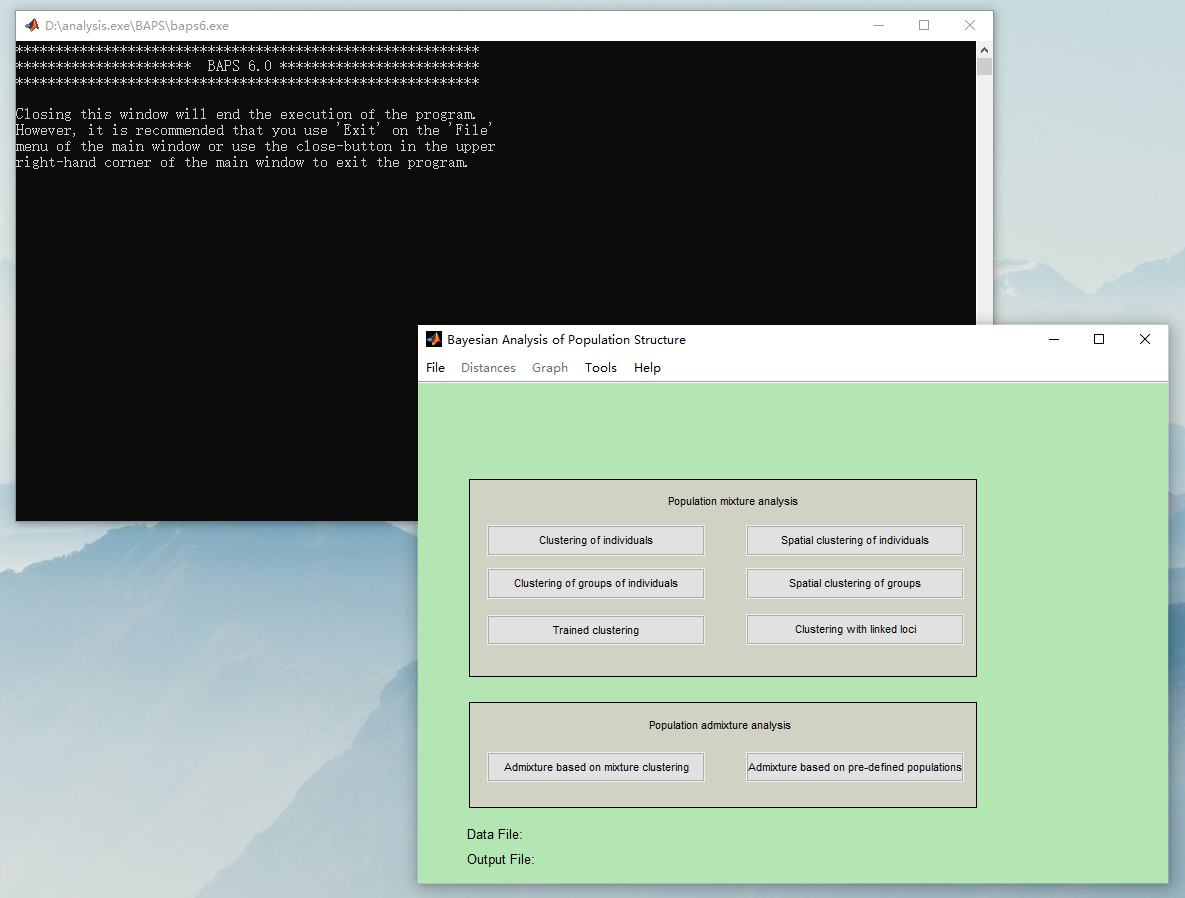 D:\analysis.exe\BAPS\baps6.exe
**********************************************************
********************** BAPS 6.0 *************************
**********************************************************
Closing this window will end the execution of the program.
However, it is recommended that you use 'Exit' on the 'File'
menu of the main window or use the close-button in the upper
right-hand corner of the main window to exit the program.
Bayesian Analysis of Population Structure
File Distances Graph Tools Help
Population mixture analysis
Clustering of individuals Spatial clustering of individuals
Clustering of groups of individuals Spatial clustering of groups
Trained clustering Clustering with linked loci
Population admixture analysis
Admixture based on mixture clustering Admixture based on pre-defined populations
Data File:
Output File: